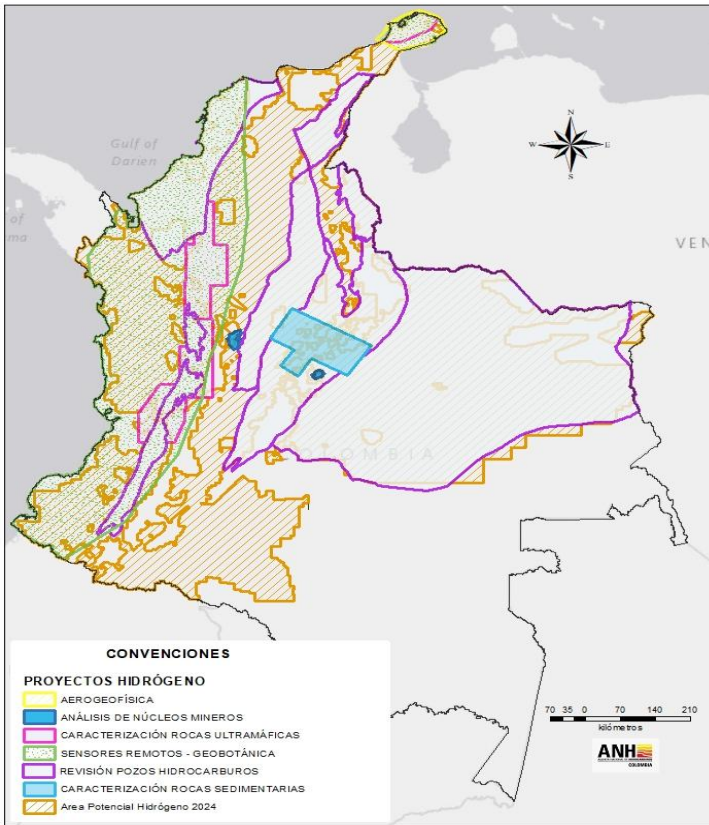 Gulf of
Darien
of
ma
N
W
E
S
VEN
COLOMBIA
CONVENCIONES
PROYECTOS HIDRÓGENO
AEROGEOFÍSICA
ANÁLISIS DE NÚCLEOS MINEROS
CARACTERIZACIÓN ROCAS ULTRAMÁFICAS
SENSORES REMOTOS - GEOBOTÁNICA
REVISIÓN POZOS HIDROCARBUROS
CARACTERIZACIÓN ROCAS SEDIMENTARIAS
Area Potencial Hidrógeno 2024
70 35 0 70 140 210
kilómetros
ANH
COLOMBIA